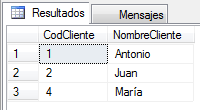 Resultados Mensajes
CodCliente NombreCliente
1 1 Antonio
2 2 Juan
3 4 María